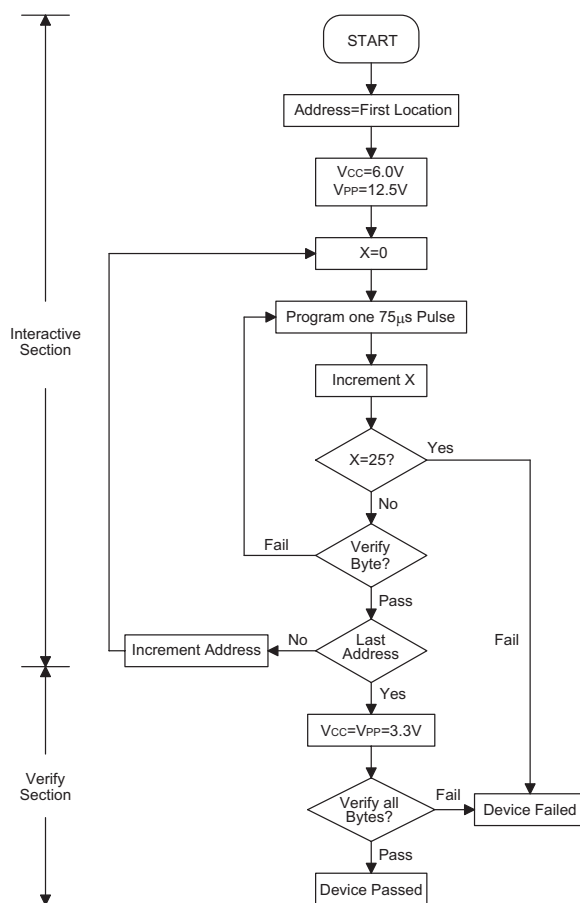 START
Address=First Location
VCC=6.0V
VPP=12.5V
X=0
Program one 75μs Pulse
Interactive
Section
Increment X
X=25?
Yes
No
Fail
Verify
Byte?
Pass
Fail
Increment Address
No
Last
Address
Yes
VCC=VPP=3.3V
Verify
Section
Verify all
Bytes?
Fail
Device Failed
Pass
Device Passed